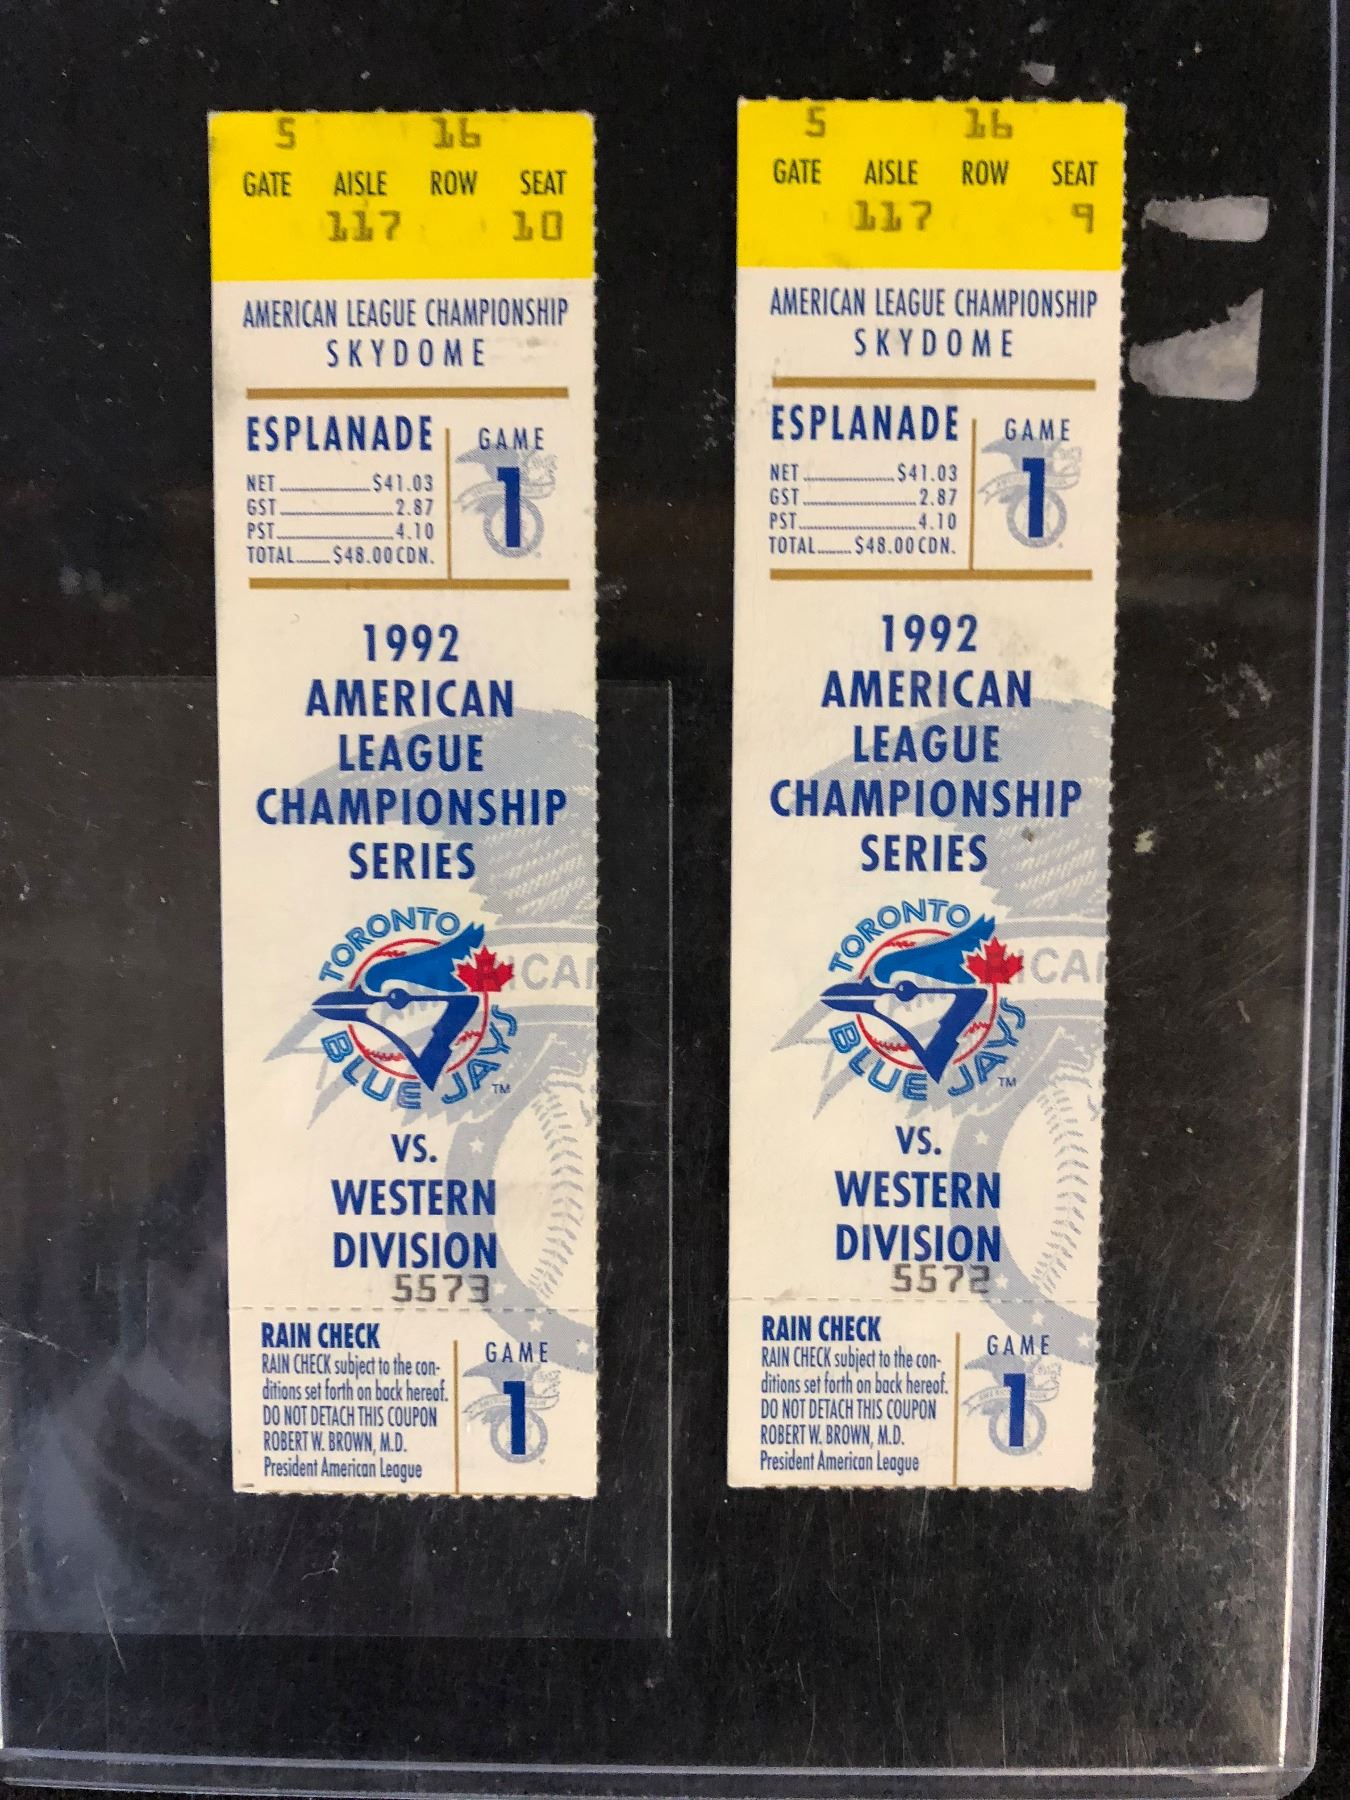 5 16
GATE AISLE ROW SEAT
117 10
AMERICAN LEAGUE CHAMPIONSHIP
SKYDOME
ESPLANADE
NET $41.03
GST 2.87
PST 4.10
TOTAL $48.00 CDN.
GAME
1
1992
AMERICAN
LEAGUE
CHAMPIONSHIP
SERIES
TORONTO
BLUE JAYS
TM
VS.
WESTERN
DIVISION
5573
RAIN CHECK
RAIN CHECK subject to the con-
ditions set forth on back hereof.
DO NOT DETACH THIS COUPON
ROBERT W. BROWN, M.D.
President American League
GAME
1
5 16
GATE AISLE ROW SEAT
117 9
AMERICAN LEAGUE CHAMPIONSHIP
SKYDOME
ESPLANADE
NET $41.03
GST 2.87
PST 4.10
TOTAL $48.00 CDN.
GAME
1
1992
AMERICAN
LEAGUE
CHAMPIONSHIP
SERIES
TORONTO
BLUE JAYS
TM
VS.
WESTERN
DIVISION
5572
RAIN CHECK
RAIN CHECK subject to the con-
ditions set forth on back hereof.
DO NOT DETACH THIS COUPON
ROBERT W. BROWN, M.D.
President American League
GAME
1